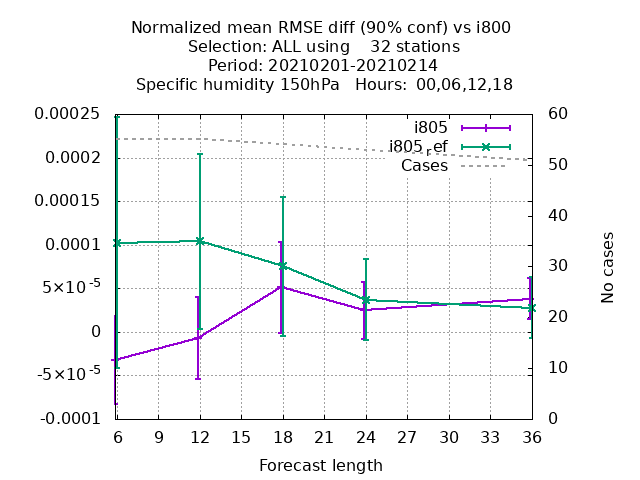 Normalized mean RMSE diff (90% conf) vs i800
Selection: ALL using    32 stations
Period: 20210201-20210214
Specific humidity 150hPa   Hours: 00,06,12,18
0.00025
0.0002
0.00015
0.0001
5×10⁻⁵
0
-5×10⁻⁵
-0.0001
i805
i805_ef
Cases
60
50
40
30
20
10
0
No cases
6 9 12 15 18 21 24 27 30 33 36
Forecast length